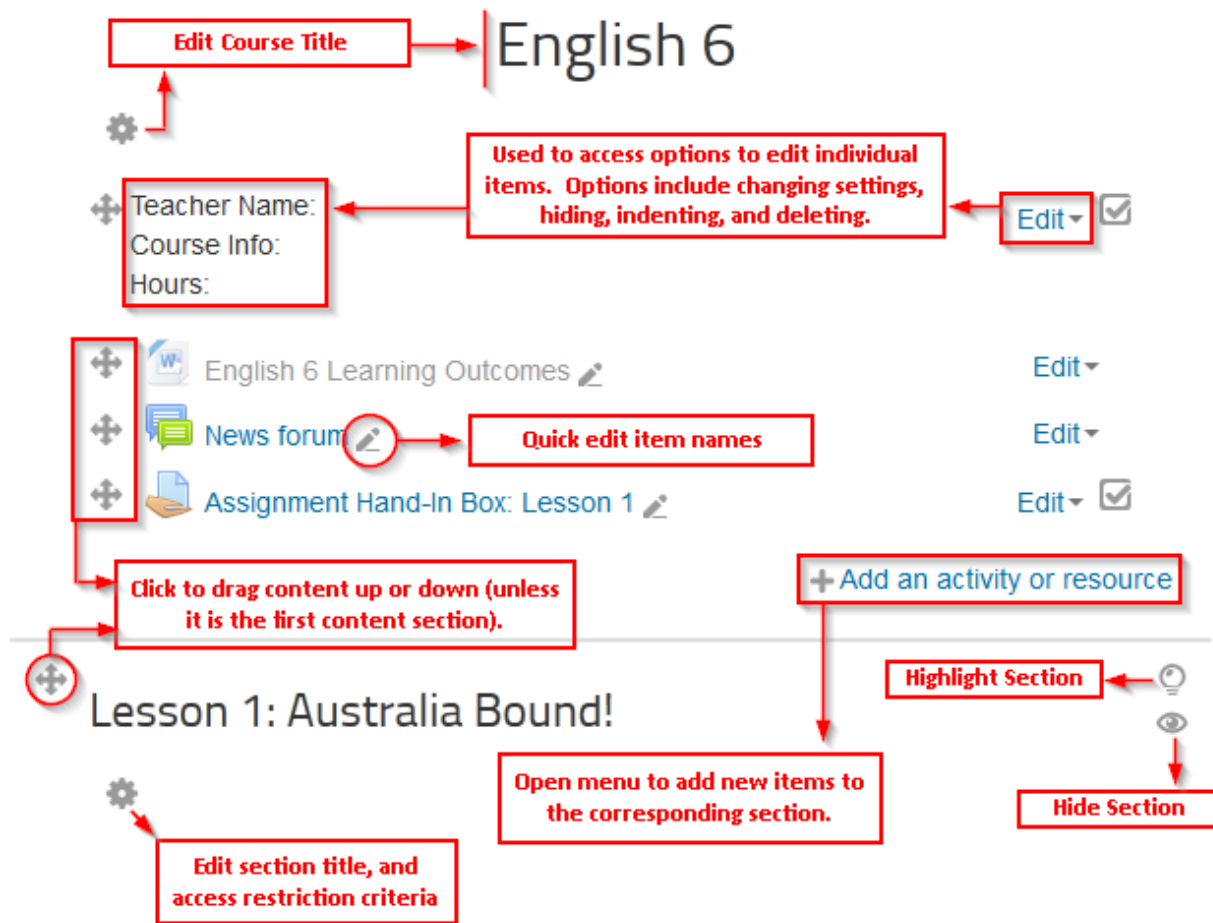 Edit Course Title
English 6
Used to access options to edit individual
items. Options include changing settings,
hiding, indenting, and deleting.
Teacher Name:
Course Info:
Hours:
Edit
English 6 Learning Outcomes
Edit
News forum
Quick edit item names
Edit
Assignment Hand-In Box: Lesson 1
Edit
Click to drag content up or down (unless
it is the first content section).
Add an activity or resource
Lesson 1: Australia Bound!
Highlight Section
Open menu to add new items to
the corresponding section.
Hide Section
Edit section title, and
access restriction criteria